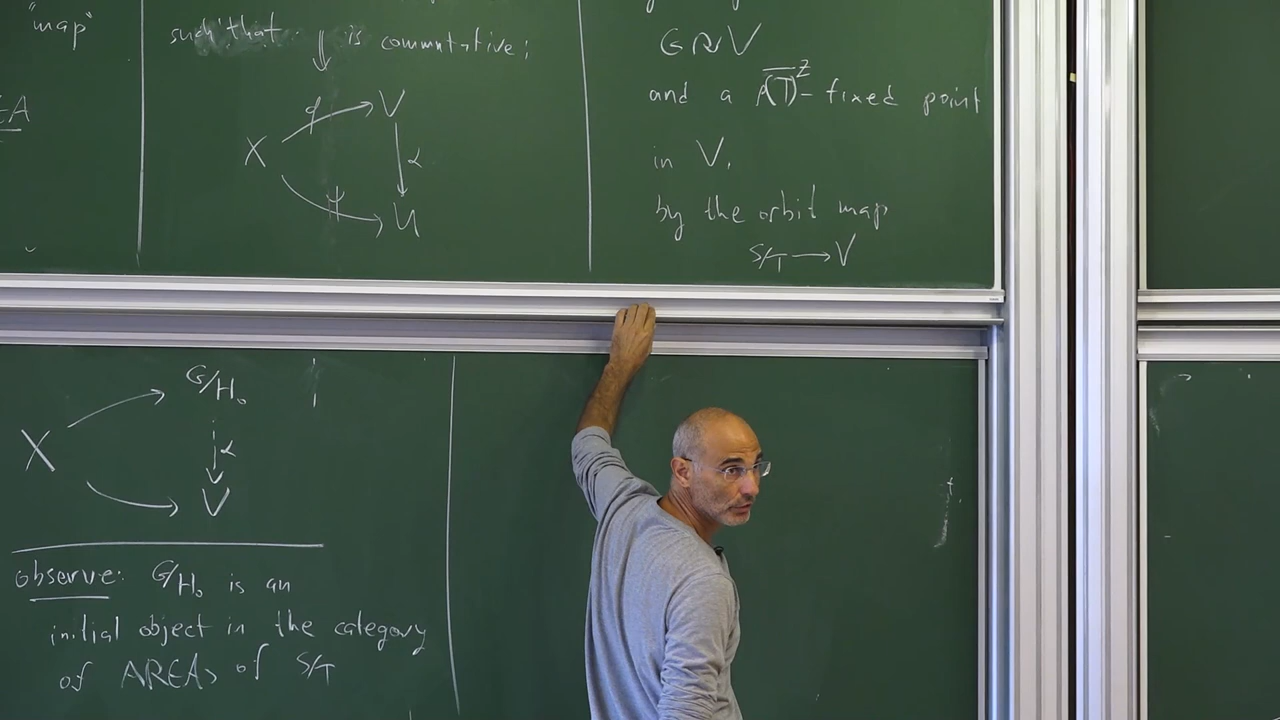 "map"
EA
such that is commutative:
φ V
X α
ψ U
G ↷ V
and a ρ(T)^Z - fixed point
in V,
by the orbit map
S/T → V
G/H₀
X α
V
observe: G/H₀ is an
initial object in the category
of AREAs of S/T